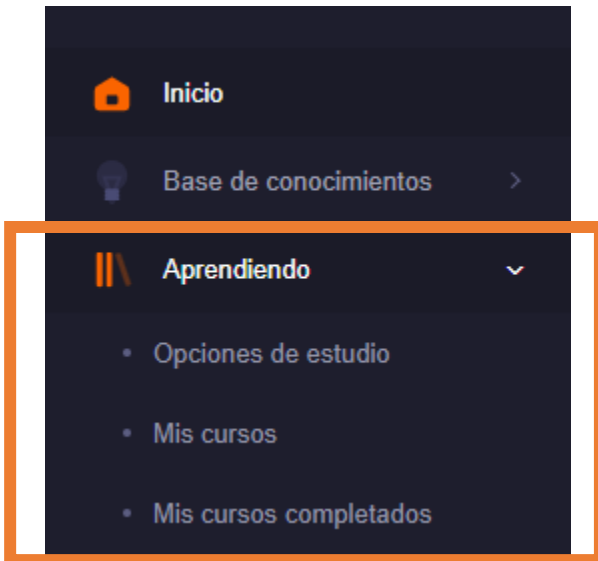 Inicio
Base de conocimientos
Aprendiendo
Opciones de estudio
Mis cursos
Mis cursos completados